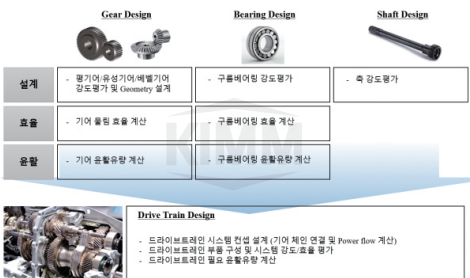 Gear Design
Bearing Design
Shaft Design
설계
- 평기어/유성기어/베벨기어
강도평가 및 Geometry 설계
- 구름베어링 강도평가
- 축 강도평가
효율
- 기어 물림 효율 계산
- 구름베어링 효율 계산
윤활
- 기어 윤활유량 계산
- 구름베어링 윤활유량 계산
KIMM
Drive Train Design
- 드라이브트레인 시스템 컨셉 설계 (기어 체인 연결 및 Power flow 계산)
- 드라이브트레인 부품 구성 및 시스템 강도/효율 평가
- 드라이브트레인 필요 윤활유량 계산